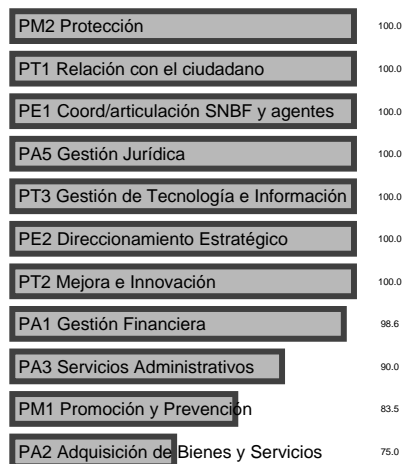 PM2 Protección 100.0
PT1 Relación con el ciudadano 100.0
PE1 Coord/articulación SNBF y agentes 100.0
PA5 Gestión Jurídica 100.0
PT3 Gestión de Tecnología e Información 100.0
PE2 Direccionamiento Estratégico 100.0
PT2 Mejora e Innovación 100.0
PA1 Gestión Financiera 98.6
PA3 Servicios Administrativos 90.0
PM1 Promoción y Prevención 83.5
PA2 Adquisición de Bienes y Servicios 75.0